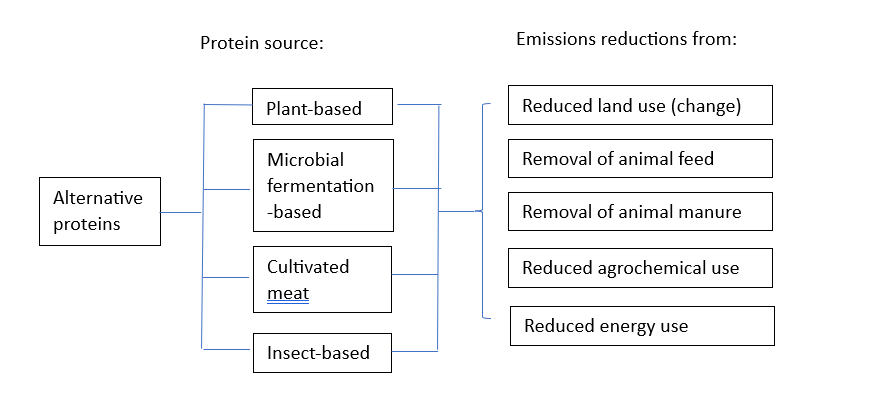 Protein source:
Emissions reductions from:
Alternative
proteins
Plant-based
Microbial
fermentation
-based
Cultivated
meat
Insect-based
Reduced land use (change)
Removal of animal feed
Removal of animal manure
Reduced agrochemical use
Reduced energy use